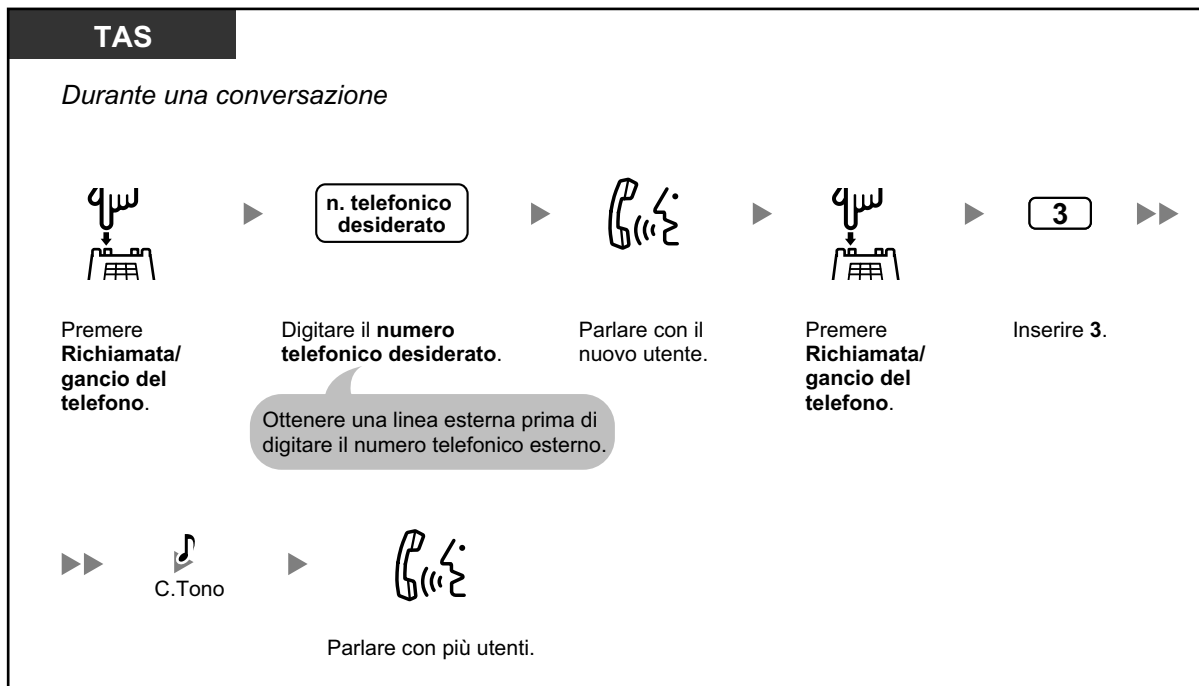 TAS
Durante una conversazione
n. telefonico
desiderato
3
Premere
Richiamata/
gancio del
telefono.
Digitare il numero
telefonico desiderato.
Parlare con il
nuovo utente.
Premere
Richiamata/
gancio del
telefono.
Inserire 3.
Ottenere una linea esterna prima di
digitare il numero telefonico esterno.
C.Tono
Parlare con più utenti.